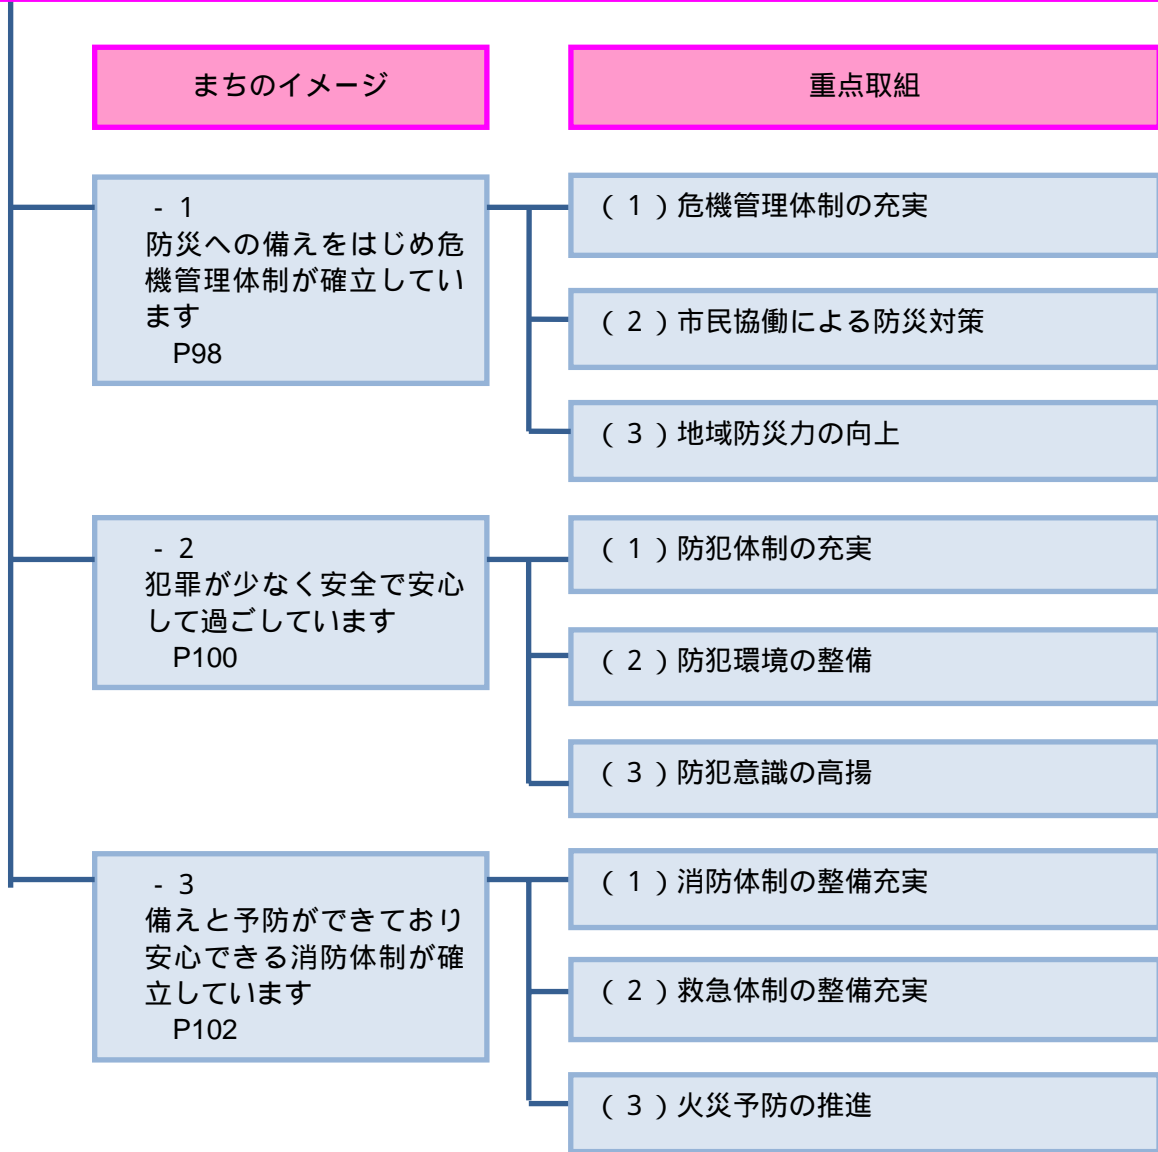 まちのイメージ
重点取組
- 1
防災への備えをはじめ危
機管理体制が確立してい
ます
P98
(1)危機管理体制の充実
(2)市民協働による防災対策
(3)地域防災力の向上
- 2
犯罪が少なく安全で安心
して過ごしています
P100
(1)防犯体制の充実
(2)防犯環境の整備
(3)防犯意識の高揚
- 3
備えと予防ができており
安心できる消防体制が確
立しています
P102
(1)消防体制の整備充実
(2)救急体制の整備充実
(3)火災予防の推進